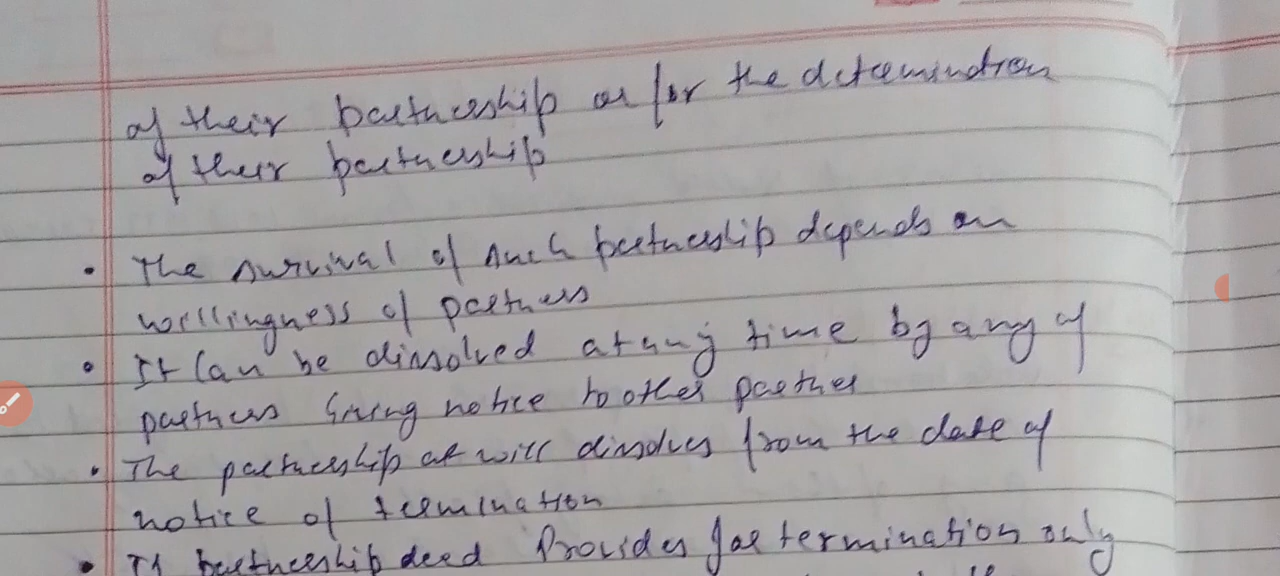 of their partnership or for the determination
of their partnership
• The survival of such partnership depends on
willingness of partners
• It can be dissolved at any time by any of
partners giving notice to other partner
• The partnership at will dissolves from the date of
notice of termination
• If partnership deed Provides for termination only